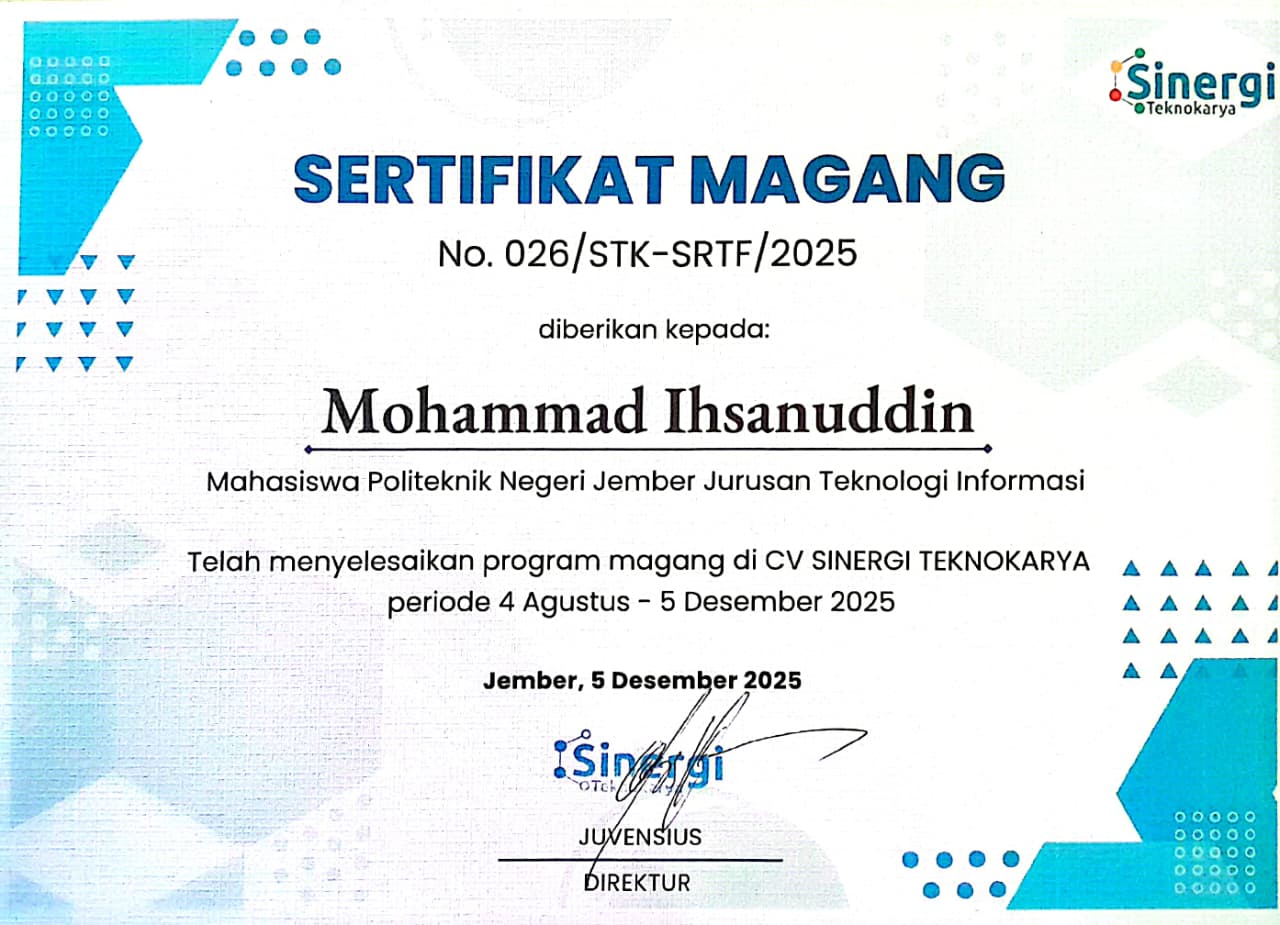 Sinergi
Teknokarya
SERTIFIKAT MAGANG
No. 026/STK-SRTF/2025
diberikan kepada:
Mohammad Ihsanuddin
Mahasiswa Politeknik Negeri Jember Jurusan Teknologi Informasi
Telah menyelesaikan program magang di CV SINERGI TEKNOKARYA
periode 4 Agustus - 5 Desember 2025
Jember, 5 Desember 2025
Sinergi
JUVENSIUS
DIREKTUR